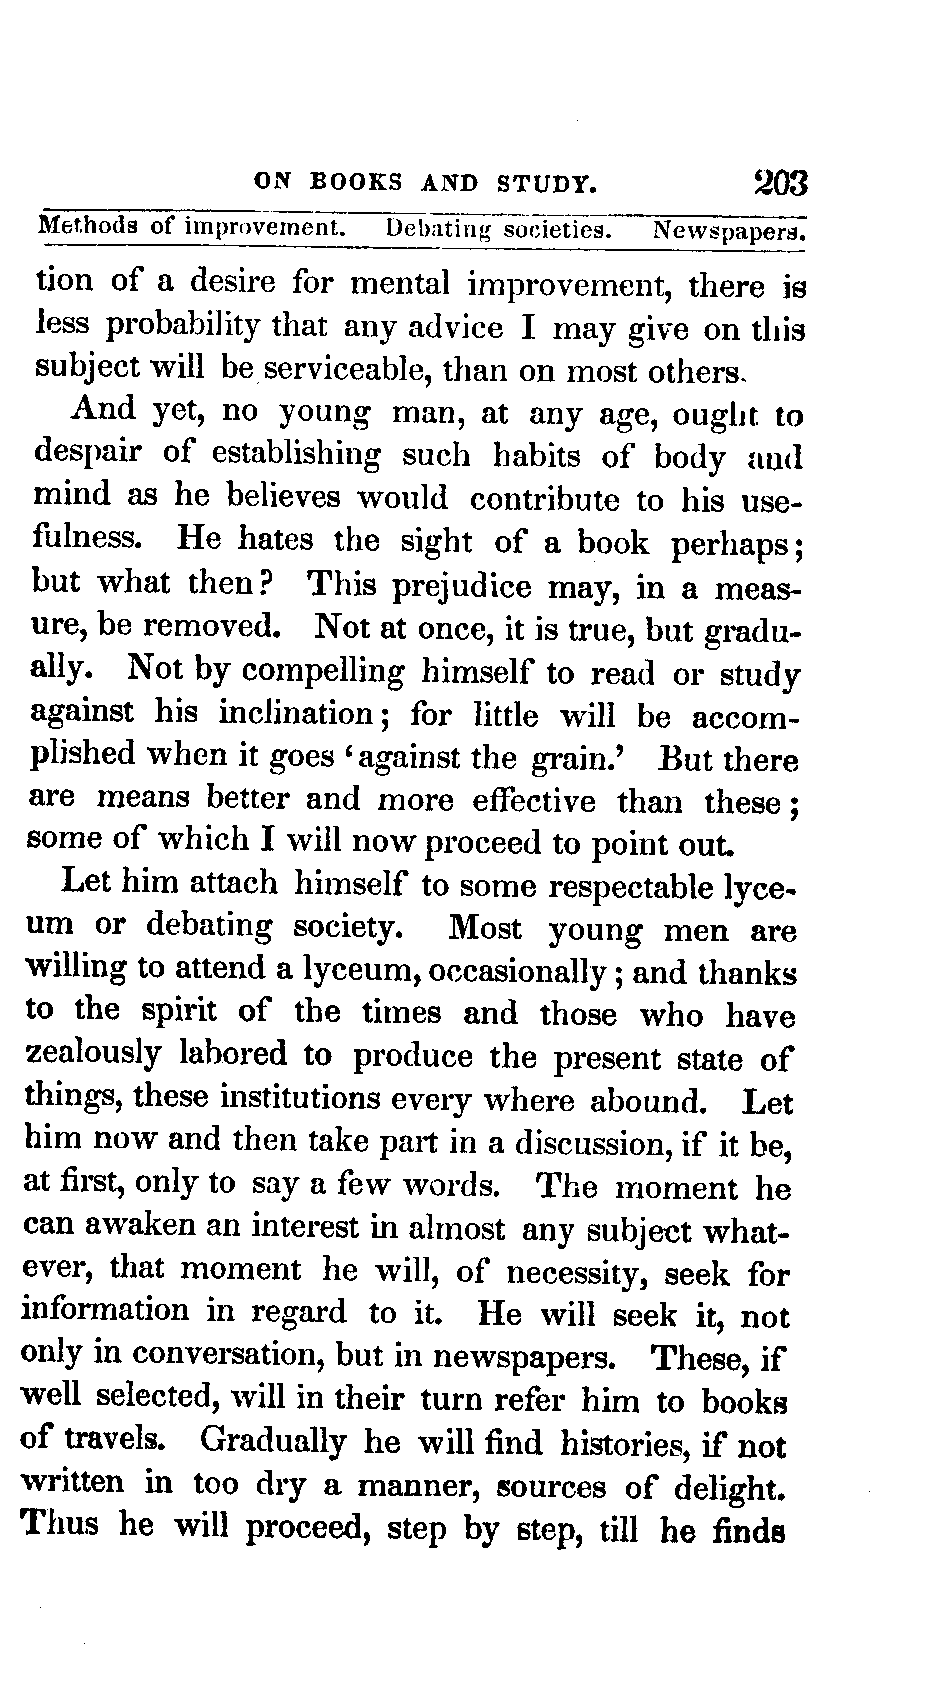 ON BOOKS AND STUDY. 203
Methods of improvement. Debating societies. Newspapers.
tion of a desire for mental improvement, there is
less probability that any advice I may give on this
subject will be serviceable, than on most others.
And yet, no young man, at any age, ought to
despair of establishing such habits of body and
mind as he believes would contribute to his use-
fulness. He hates the sight of a book perhaps;
but what then? This prejudice may, in a meas-
ure, be removed. Not at once, it is true, but gradu-
ally. Not by compelling himself to read or study
against his inclination; for little will be accom-
plished when it goes ‘against the grain.’ But there
are means better and more effective than these;
some of which I will now proceed to point out.
Let him attach himself to some respectable lyce-
um or debating society. Most young men are
willing to attend a lyceum, occasionally; and thanks
to the spirit of the times and those who have
zealously labored to produce the present state of
things, these institutions every where abound. Let
him now and then take part in a discussion, if it be,
at first, only to say a few words. The moment he
can awaken an interest in almost any subject what-
ever, that moment he will, of necessity, seek for
information in regard to it. He will seek it, not
only in conversation, but in newspapers. These, if
well selected, will in their turn refer him to books
of travels. Gradually he will find histories, if not
written in too dry a manner, sources of delight.
Thus he will proceed, step by step, till he finds